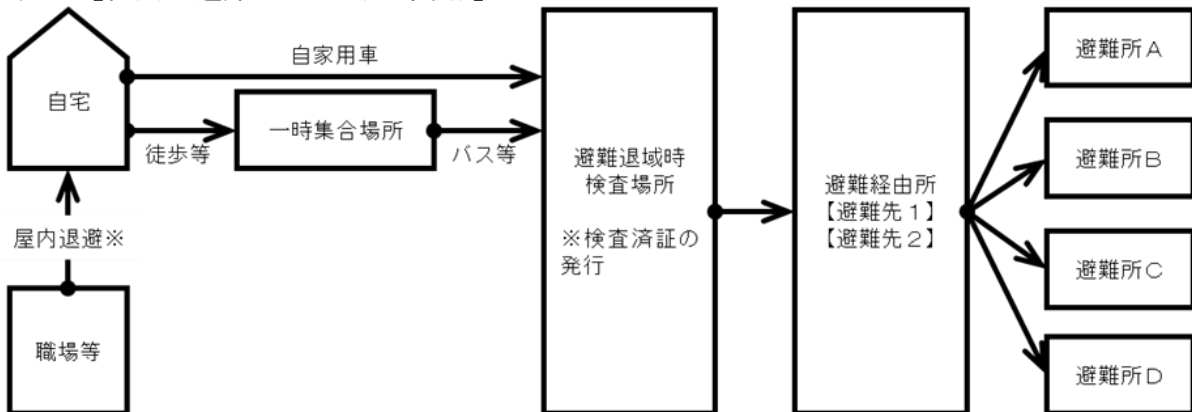 自家用車
自宅
一時集合場所
徒歩等
バス等
屋内退避※
職場等
避難退域時
検査場所
※検査済証の
発行
避難経由所
【避難先1】
【避難先2】
避難所A
避難所B
避難所C
避難所D